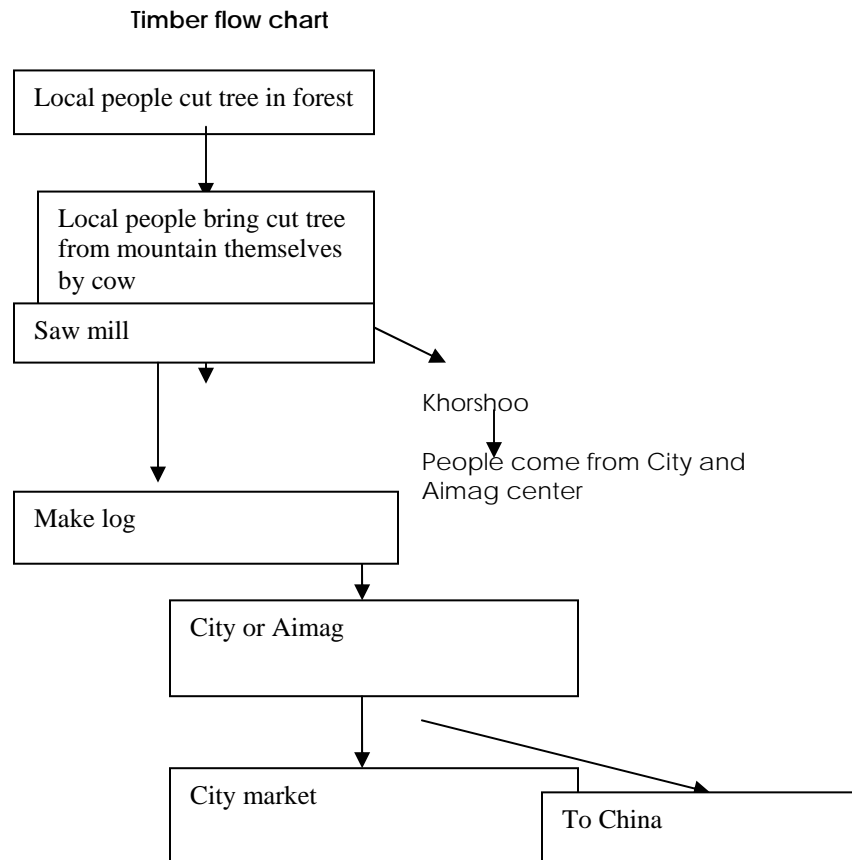 Timber flow chart
Local people cut tree in forest
Local people bring cut tree
from mountain themselves
by cow
Saw mill
Khorshoo
People come from City and
Aimag center
Make log
City or Aimag
City market
To China